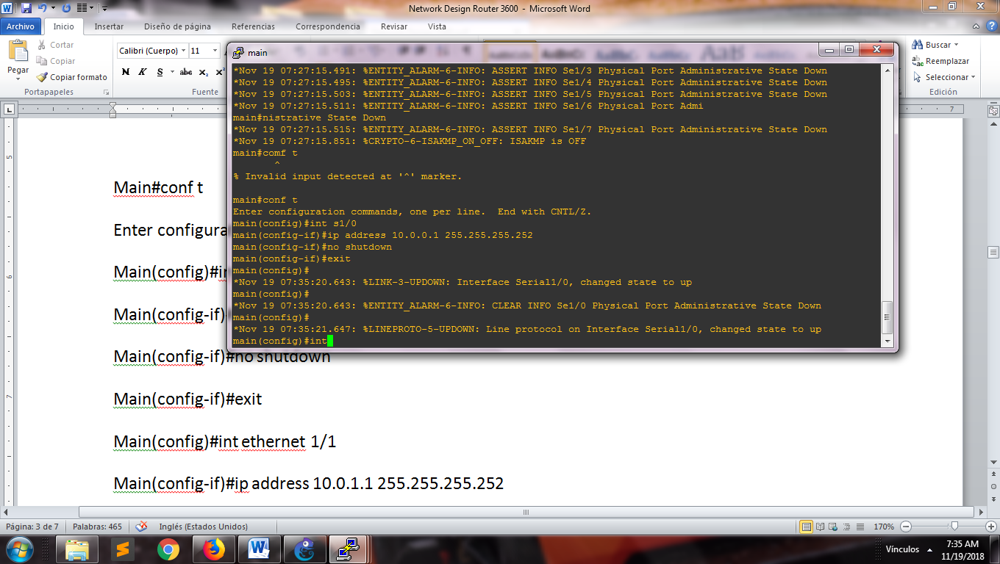 Network Design Router 3600 - Microsoft Word
Archivo Inicio Insertar Diseño de página Referencias Correspondencia Revisar Vista
Pegar
Cortar
Copiar
Copiar formato
Portapapeles
Calibri (Cuerpo) 11
N K S abc x₂ x²
Fuente
Buscar
Reemplazar
Seleccionar
Edición
main
*Nov 19 07:27:15.491: %ENTITY_ALARM-6-INFO: ASSERT INFO Se1/3 Physical Port Administrative State Down
*Nov 19 07:27:15.495: %ENTITY_ALARM-6-INFO: ASSERT INFO Se1/4 Physical Port Administrative State Down
*Nov 19 07:27:15.503: %ENTITY_ALARM-6-INFO: ASSERT INFO Se1/5 Physical Port Administrative State Down
*Nov 19 07:27:15.511: %ENTITY_ALARM-6-INFO: ASSERT INFO Se1/6 Physical Port Admi
main#nistrative State Down
*Nov 19 07:27:15.515: %ENTITY_ALARM-6-INFO: ASSERT INFO Se1/7 Physical Port Administrative State Down
*Nov 19 07:27:15.851: %CRYPTO-6-ISAKMP_ON_OFF: ISAKMP is OFF
main#comf t
^
% Invalid input detected at '^' marker.
main#conf t
Enter configuration commands, one per line. End with CNTL/Z.
main(config)#int s1/0
main(config-if)#ip address 10.0.0.1 255.255.255.252
main(config-if)#no shutdown
main(config-if)#exit
main(config)#
*Nov 19 07:35:20.643: %LINK-3-UPDOWN: Interface Serial1/0, changed state to up
main(config)#
*Nov 19 07:35:20.643: %ENTITY_ALARM-6-INFO: CLEAR INFO Se1/0 Physical Port Administrative State Down
main(config)#
*Nov 19 07:35:21.647: %LINEPROTO-5-UPDOWN: Line protocol on Interface Serial1/0, changed state to up
main(config)#int
Main#conf t
Enter configura
Main(config)#i
Main(config-if)
Main(config-if)#no shutdown
Main(config-if)#exit
Main(config)#int ethernet 1/1
Main(config-if)#ip address 10.0.1.1 255.255.255.252
Página: 3 de 7 Palabras: 465 Inglés (Estados Unidos) 170%
Vínculos
7:35 AM
11/19/2018